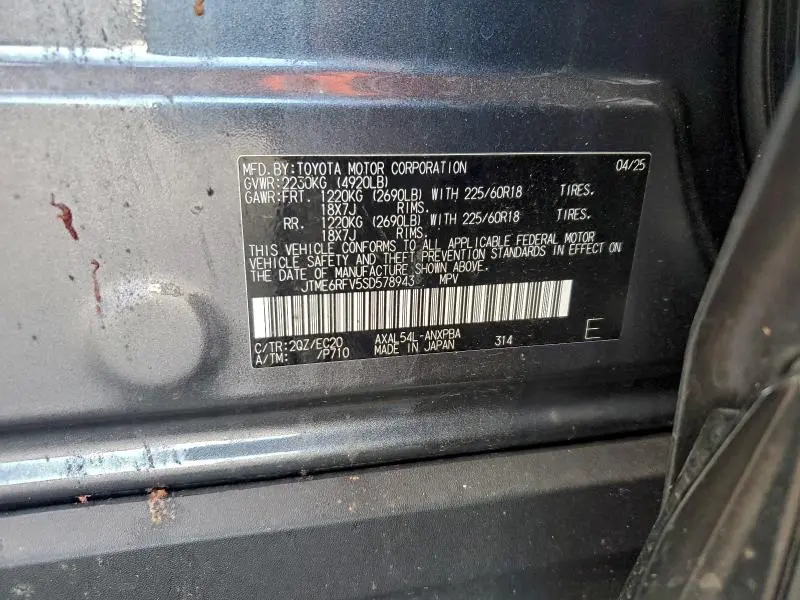 MFD.BY:TOYOTA MOTOR CORPORATION 04/25
GVWR:2230KG (4920LB)
GAWR:FRT. 1220KG (2690LB) WITH 225/60R18 TIRES.
18X7J RIMS.
RR. 1220KG (2690LB) WITH 225/60R18 TIRES.
18X7J RIMS.
THIS VEHICLE CONFORMS TO ALL APPLICABLE FEDERAL MOTOR
VEHICLE SAFETY AND THEFT PREVENTION STANDARDS IN EFFECT ON
THE DATE OF MANUFACTURE SHOWN ABOVE.
JTME6RFV5SD578943 MPV
C/TR:2QZ/EC20 AXAL54L-ANXPBA 314 E
A/TM: /P710 MADE IN JAPAN